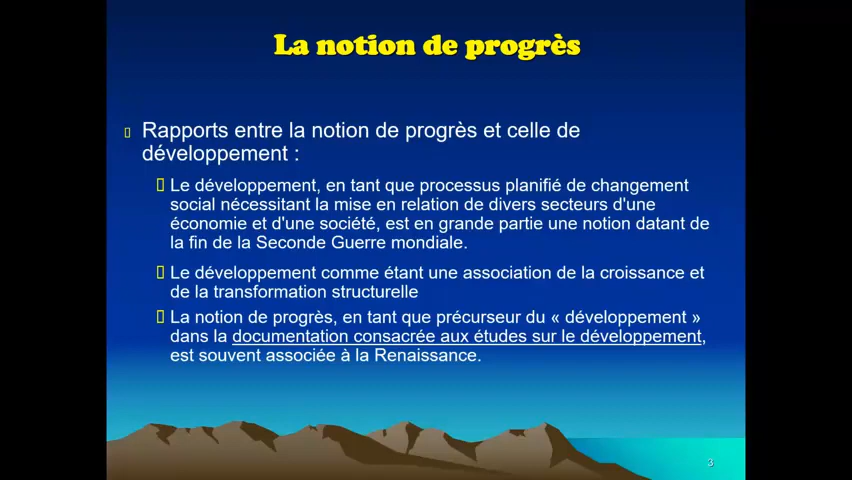 La notion de progrès
Rapports entre la notion de progrès et celle de
développement :
Le développement, en tant que processus planifié de changement
social nécessitant la mise en relation de divers secteurs d'une
économie et d'une société, est en grande partie une notion datant de
la fin de la Seconde Guerre mondiale.
Le développement comme étant une association de la croissance et
de la transformation structurelle
La notion de progrès, en tant que précurseur du « développement »
dans la documentation consacrée aux études sur le développement,
est souvent associée à la Renaissance.
3